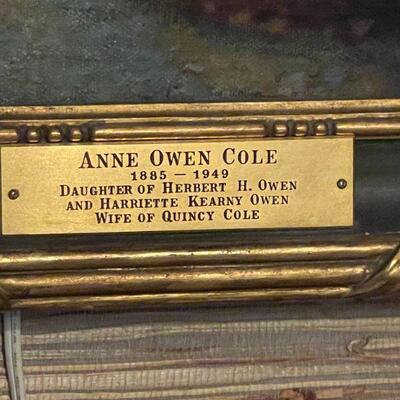 ANNE OWEN COLE
1885 — 1949
DAUGHTER OF HERBERT H. OWEN
AND HARRIETTE KEARNY OWEN
WIFE OF QUINCY COLE